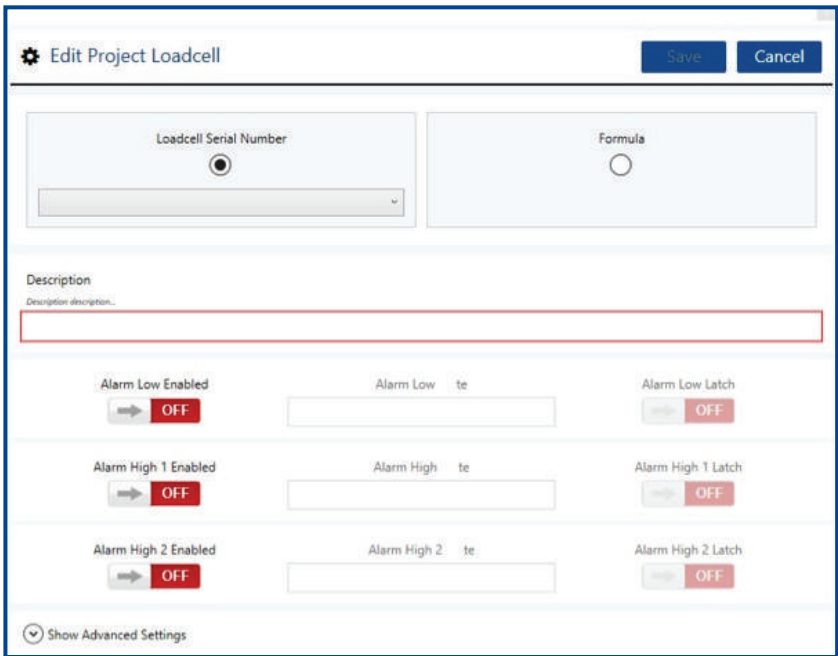 Edit Project Loadcell Save Cancel
Loadcell Serial Number Formula
Description
Description description...
Alarm Low Enabled Alarm Low te Alarm Low Latch
OFF OFF
Alarm High 1 Enabled Alarm High te Alarm High 1 Latch
OFF OFF
Alarm High 2 Enabled Alarm High 2 te Alarm High 2 Latch
OFF OFF
Show Advanced Settings